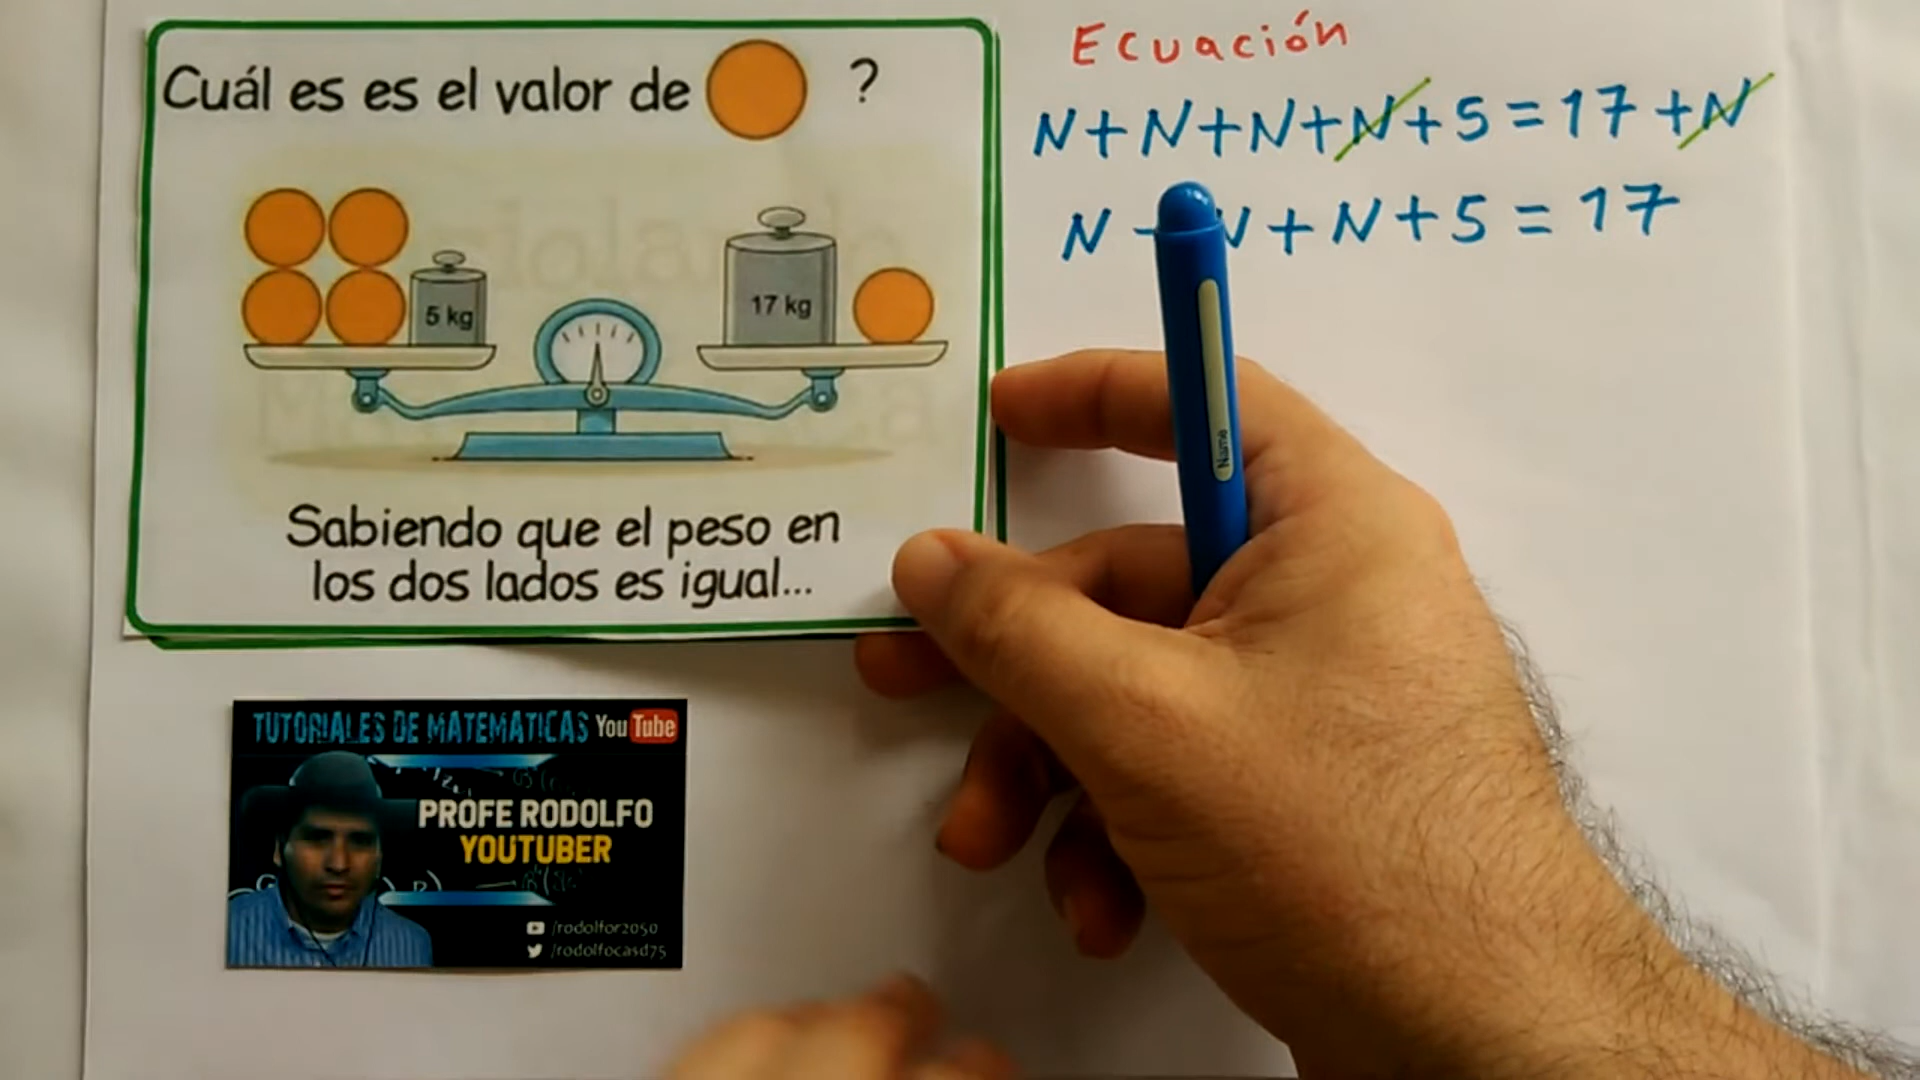 Cuál es es el valor de ?
5 kg
17 kg
Sabiendo que el peso en
los dos lados es igual...
Ecuación
N+N+N+N+5=17+N
N+N+N+5=17
Name
TUTORIALES DE MATEMATICAS YouTube
PROFE RODOLFO
YOUTUBER
/rodolfor2050
/rodolfocasd75